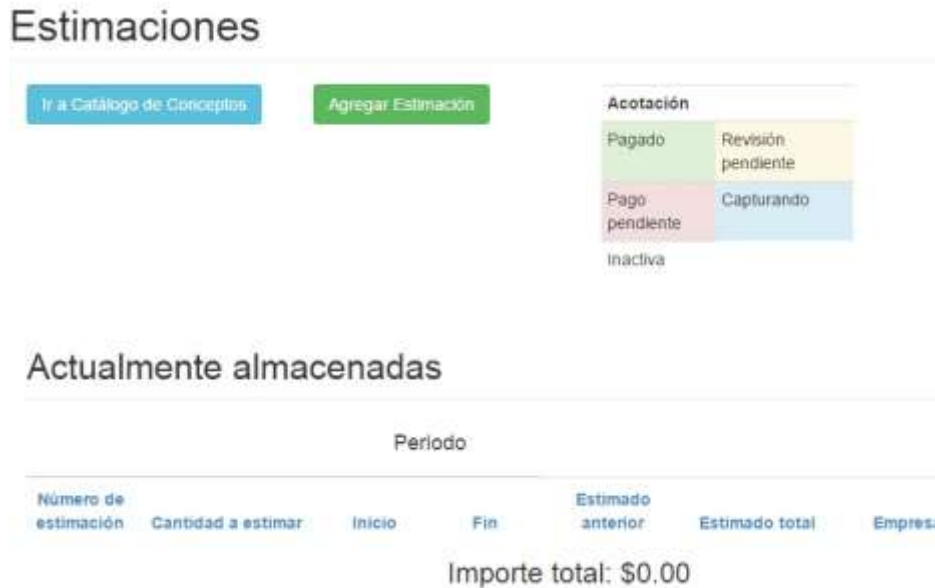 Estimaciones
Ir a Catálogo de Conceptos
Agregar Estimación
Acotación
Pagado
Revisión
pendiente
Pago
pendiente
Capturando
Inactiva
Actualmente almacenadas
Periodo
Número de
estimación
Cantidad a estimar
Inicio
Fin
Estimado
anterior
Estimado total
Empresa
Importe total: $0.00